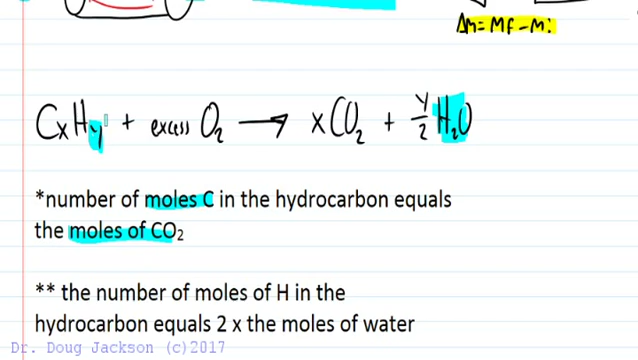 Δm = Mf - Mi
CxHy + excess O2 → xCO2 + y/2 H2O
*number of moles C in the hydrocarbon equals
the moles of CO2
** the number of moles of H in the
hydrocarbon equals 2 x the moles of water
Dr. Doug Jackson (c)2017